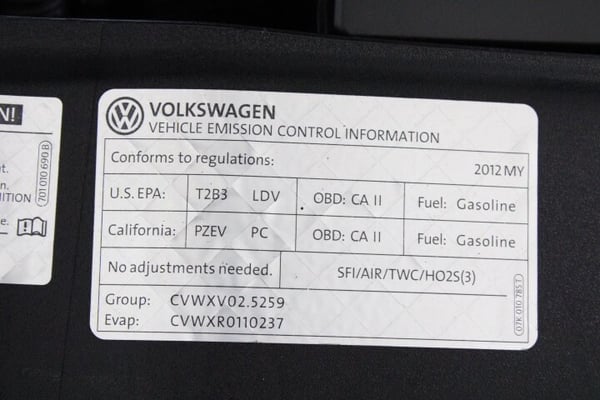 N!
701 010 690 B
t.
n.
NITION
e.
VOLKSWAGEN
VEHICLE EMISSION CONTROL INFORMATION
Conforms to regulations: 2012 MY
U.S. EPA: T2B3 LDV OBD: CA II Fuel: Gasoline
California: PZEV PC OBD: CA II Fuel: Gasoline
No adjustments needed. SFI/AIR/TWC/HO2S(3)
Group: CVWXV02.5259
Evap: CVWXR0110237
07K 010 785 T